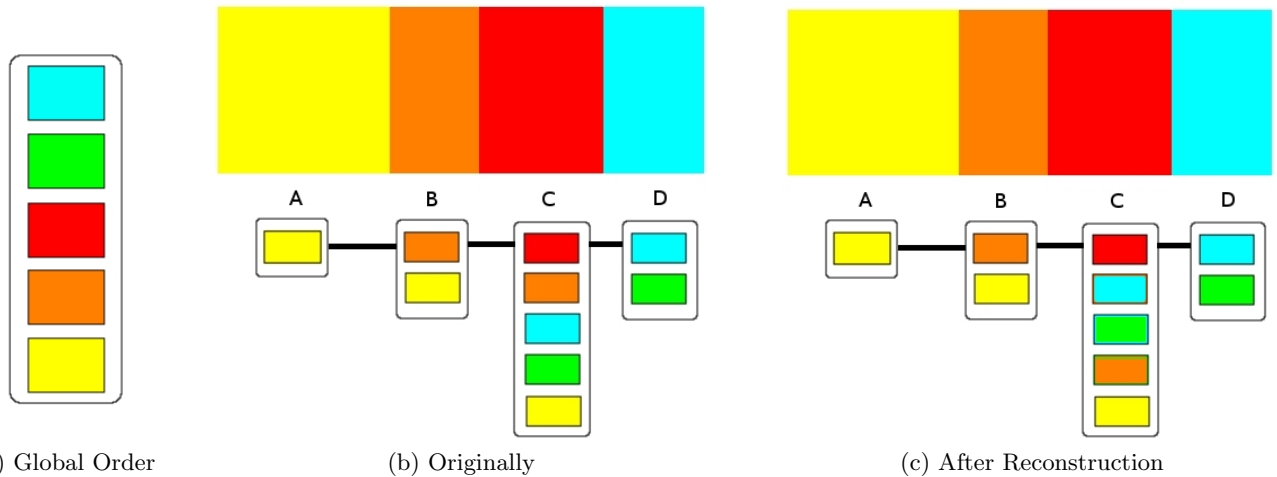 A B C D
A B C D
) Global Order
(b) Originally
(c) After Reconstruction